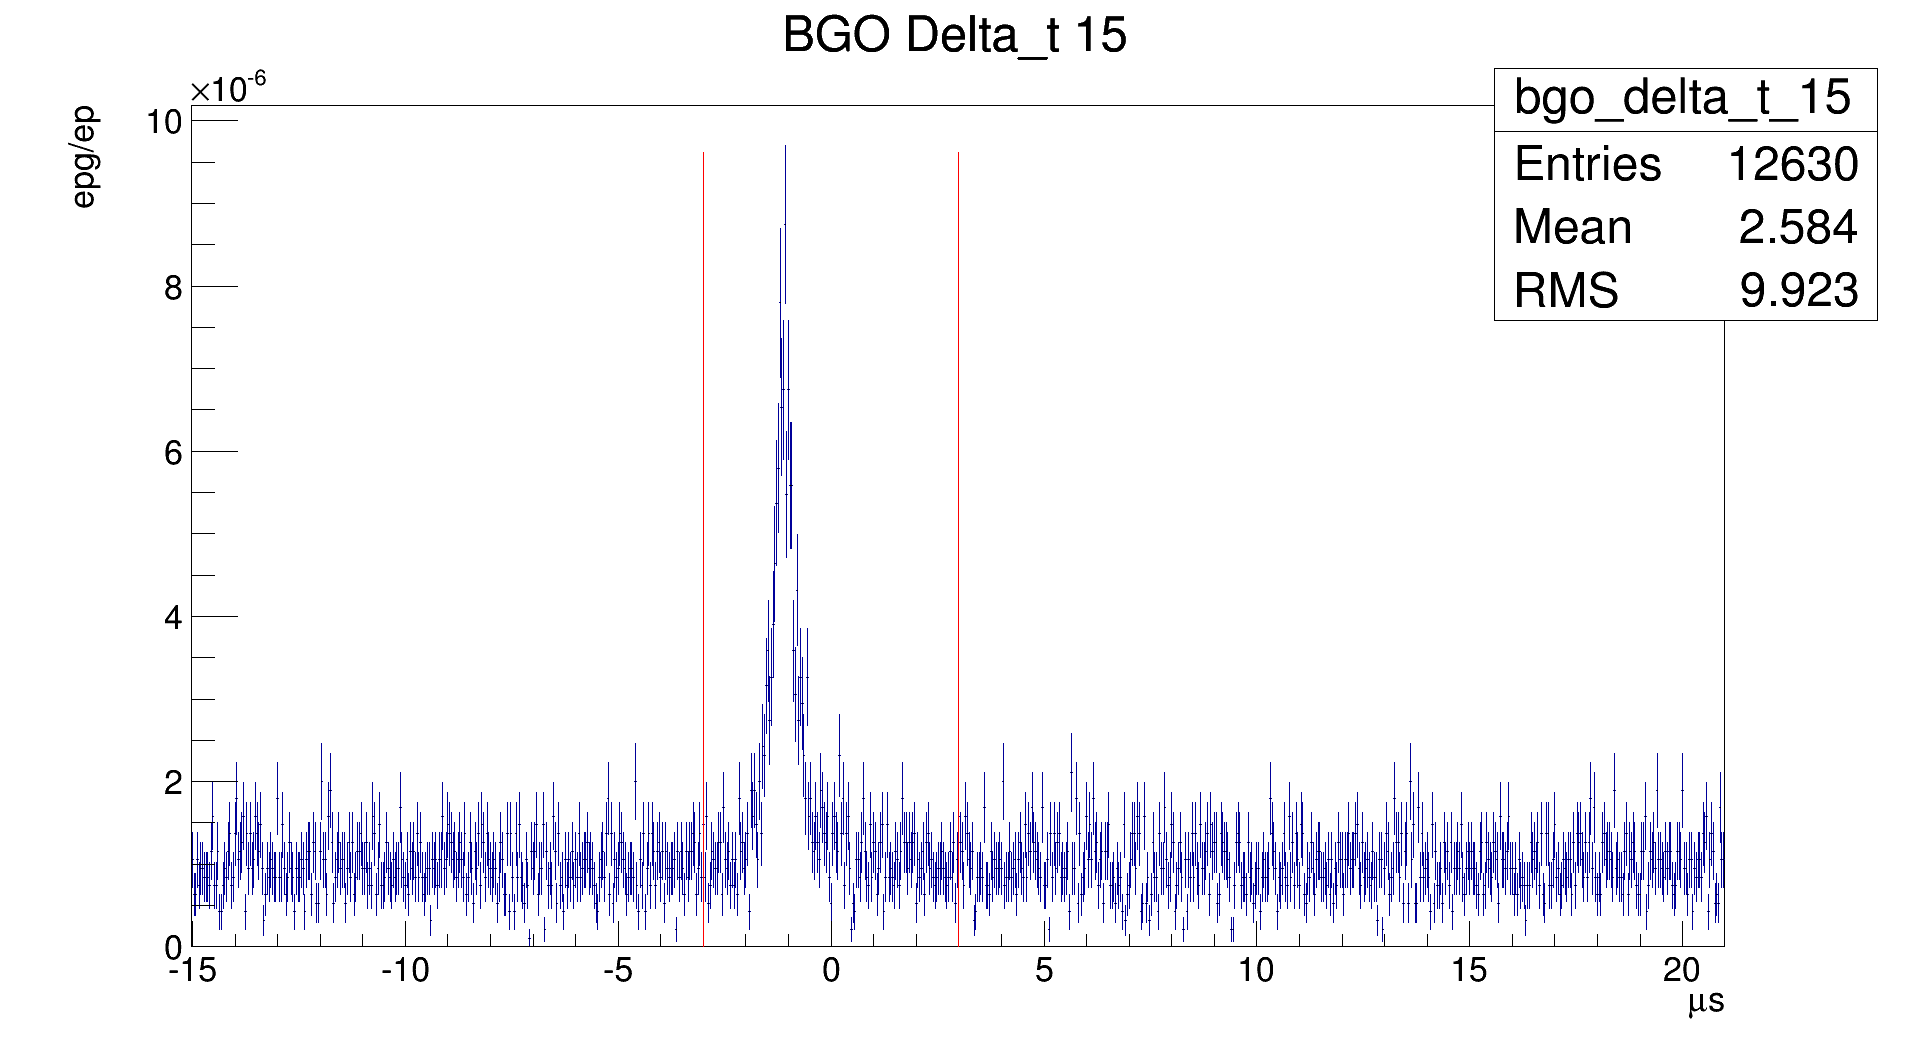 BGO Delta_t 15
×10-6
epg/ep
bgo_delta_t_15
Entries 12630
Mean 2.584
RMS 9.923
10
8
6
4
2
0
-15 -10 -5 0 5 10 15 20
μs